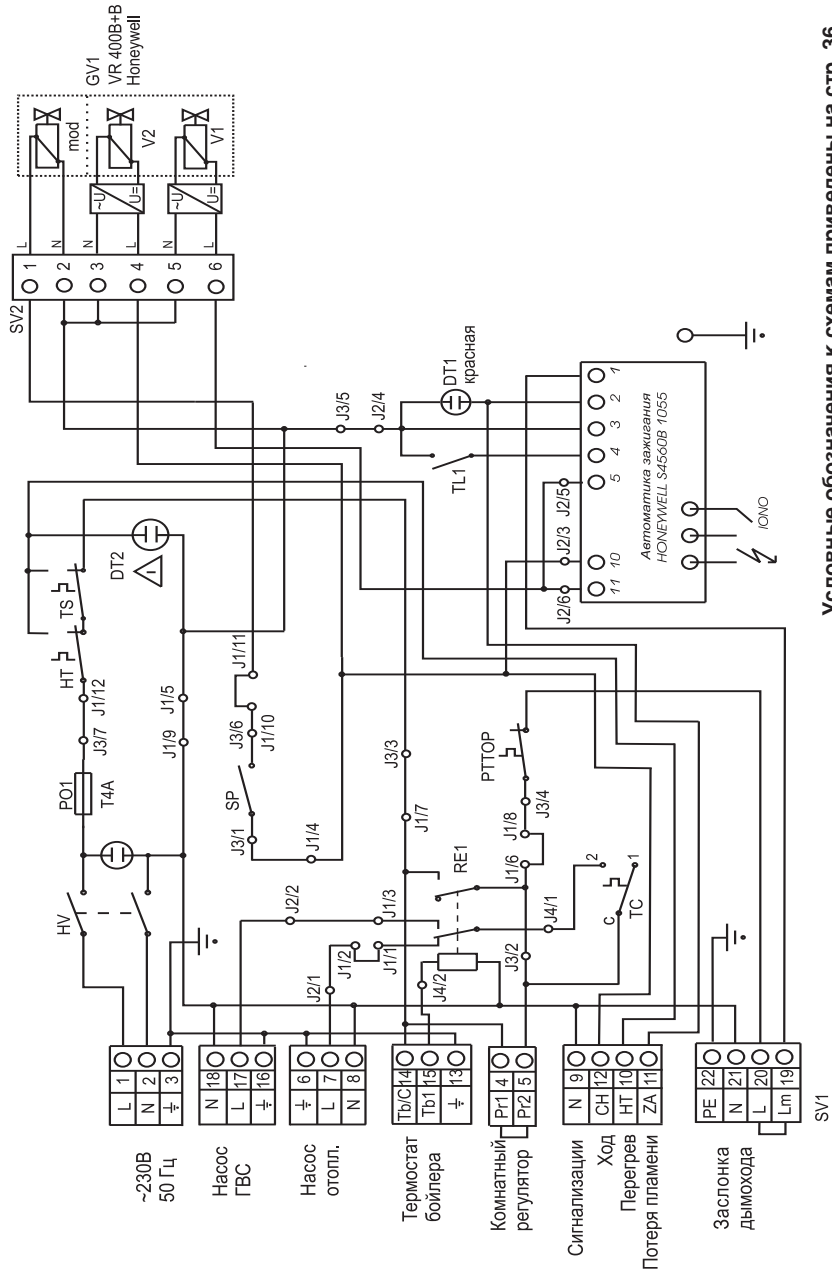 GV1
VR 400B+B
Honeywell
mod
V2
V1
~U
U=
~U
U=
L
N
N
L
N
L
SV2
1
2
3
4
5
6
DT1
красная
J3/5
J2/4
TL1
1
2
3
4
5
10
11
J2/5
J2/3
J2/6
Автоматика зажигания
HONEYWELL S4560B 1055
IONO
DT2
TS
HT
J1/12
J3/7
J1/5
J1/9
PO1
T4A
HV
J1/11
J3/6
J1/10
SP
J3/1
J1/4
J3/3
J1/7
PTTOP
J3/4
J1/8
J1/6
RE1
J2/2
J1/3
J1/2
J1/1
J2/1
J4/2
J4/1
J3/2
2
1
C
TC
~230В
50 Гц
L 1
N 2
3
Насос
ГВС
N 18
L 17
16
Насос
отопл.
6
L 7
N 8
Термостат
бойлера
Tb/C 14
Tb1 15
13
Комнатный
регулятор
Pr1 4
Pr2 5
Сигнализации
Ход
Перегрев
Потеря пламени
N 9
CH 12
HT 10
ZA 11
Заслонка
дымохода
PE 22
N 21
L 20
Lm 19
SV1
Условные обозначения к схемам приведены на стр. 36